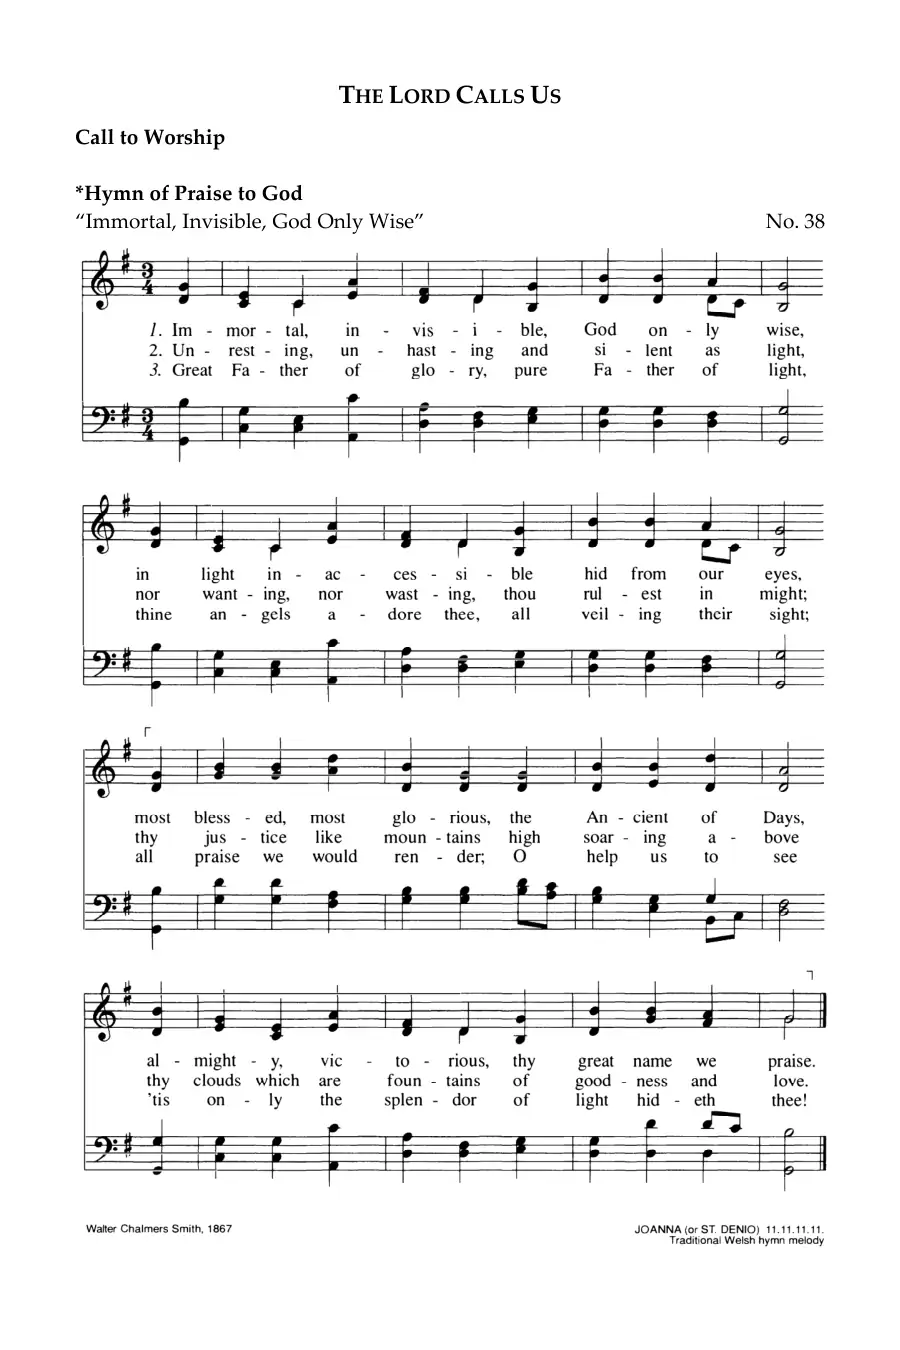 THE LORD CALLS US
Call to Worship
*Hymn of Praise to God
“Immortal, Invisible, God Only Wise” No. 38
3 4
1. Im - mor - tal, in - vis - i - ble, God on - ly wise,
2. Un - rest - ing, un - hast - ing and si - lent as light,
3. Great Fa - ther of glo - ry, pure Fa - ther of light,
3 4
in light in - ac - ces - si - ble hid from our eyes,
nor want - ing, nor wast - ing, thou rul - est in might;
thine an - gels a - dore thee, all veil - ing their sight;
most bless - ed, most glo - rious, the An - cient of Days,
thy jus - tice like moun - tains high soar - ing a - bove
all praise we would ren - der; O help us to see
al - might - y, vic - to - rious, thy great name we praise.
thy clouds which are foun - tains of good - ness and love.
'tis on - ly the splen - dor of light hid - eth thee!
Walter Chalmers Smith, 1867 JOANNA (or ST. DENIO) 11.11.11.11.
Traditional Welsh hymn melody